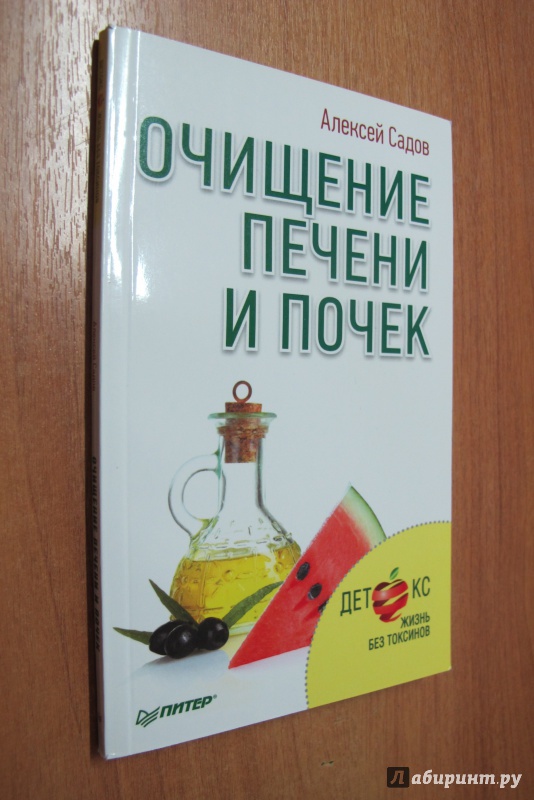 Алексей Садов
ОЧИЩЕНИЕ
ПЕЧЕНИ
И ПОЧЕК
ДЕТ КС
ЖИЗНЬ
БЕЗ ТОКСИНОВ
ПИТЕР®
Лабиринт.ру